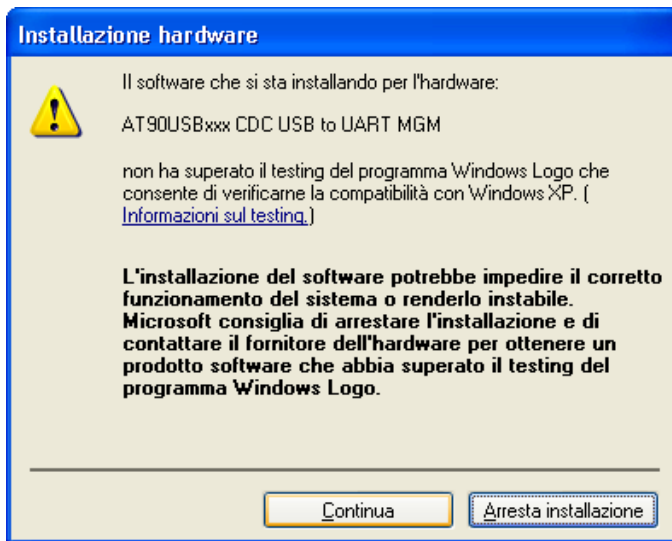 Installazione hardware
Il software che si sta installando per l'hardware:
AT90USBxxx CDC USB to UART MGM
non ha superato il testing del programma Windows Logo che
consente di verificarne la compatibilità con Windows XP. (
Informazioni sul testing.)
L'installazione del software potrebbe impedire il corretto
funzionamento del sistema o renderlo instabile.
Microsoft consiglia di arrestare l'installazione e di
contattare il fornitore dell'hardware per ottenere un
prodotto software che abbia superato il testing del
programma Windows Logo.
Continua
Arresta installazione